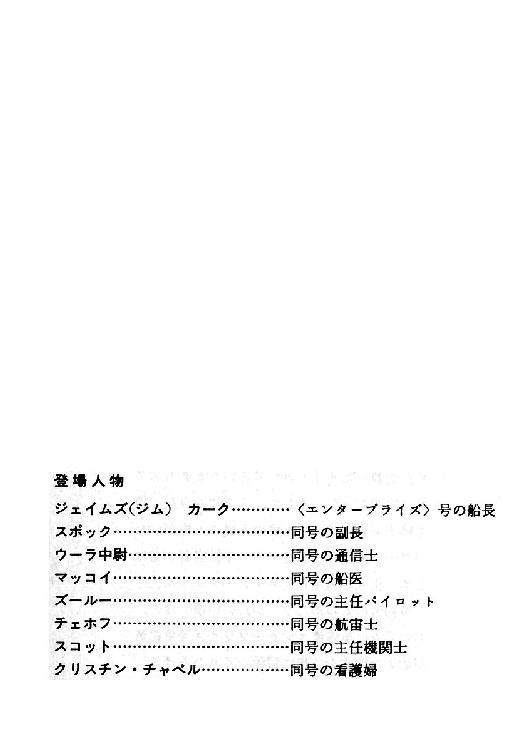 登場人物
ジェイムズ(ジム)　カーク…………〈エンタープライズ〉号の船長
スポック……………………………同号の副長
ウーラ中尉…………………………同号の通信士
マッコイ……………………………同号の船医
ズールー……………………………同号の主任パイロット
テェホフ……………………………同号の航宙士
スコット……………………………同号の主任機関士
クリスチン・チャペル………………同号の看護婦